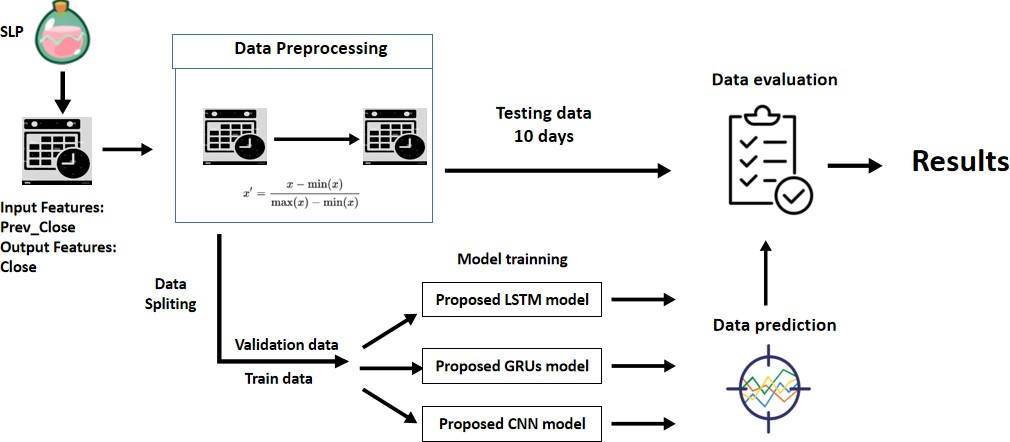 SLP
Data Preprocessing
x′ = x − min(x) / max(x) − min(x)
Input Features:
Prev_Close
Output Features:
Close
Testing data
10 days
Data evaluation
Results
Data
Spliting
Validation data
Train data
Model trainning
Proposed LSTM model
Proposed GRUs model
Proposed CNN model
Data prediction